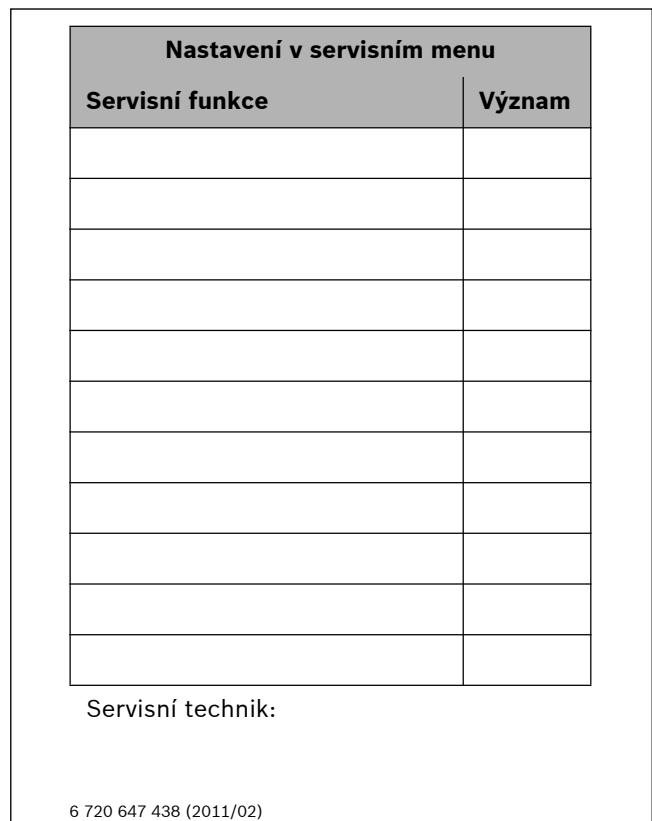 Nastavení v servisním menu
Servisní funkce Význam
Servisní technik:
6 720 647 438 (2011/02)